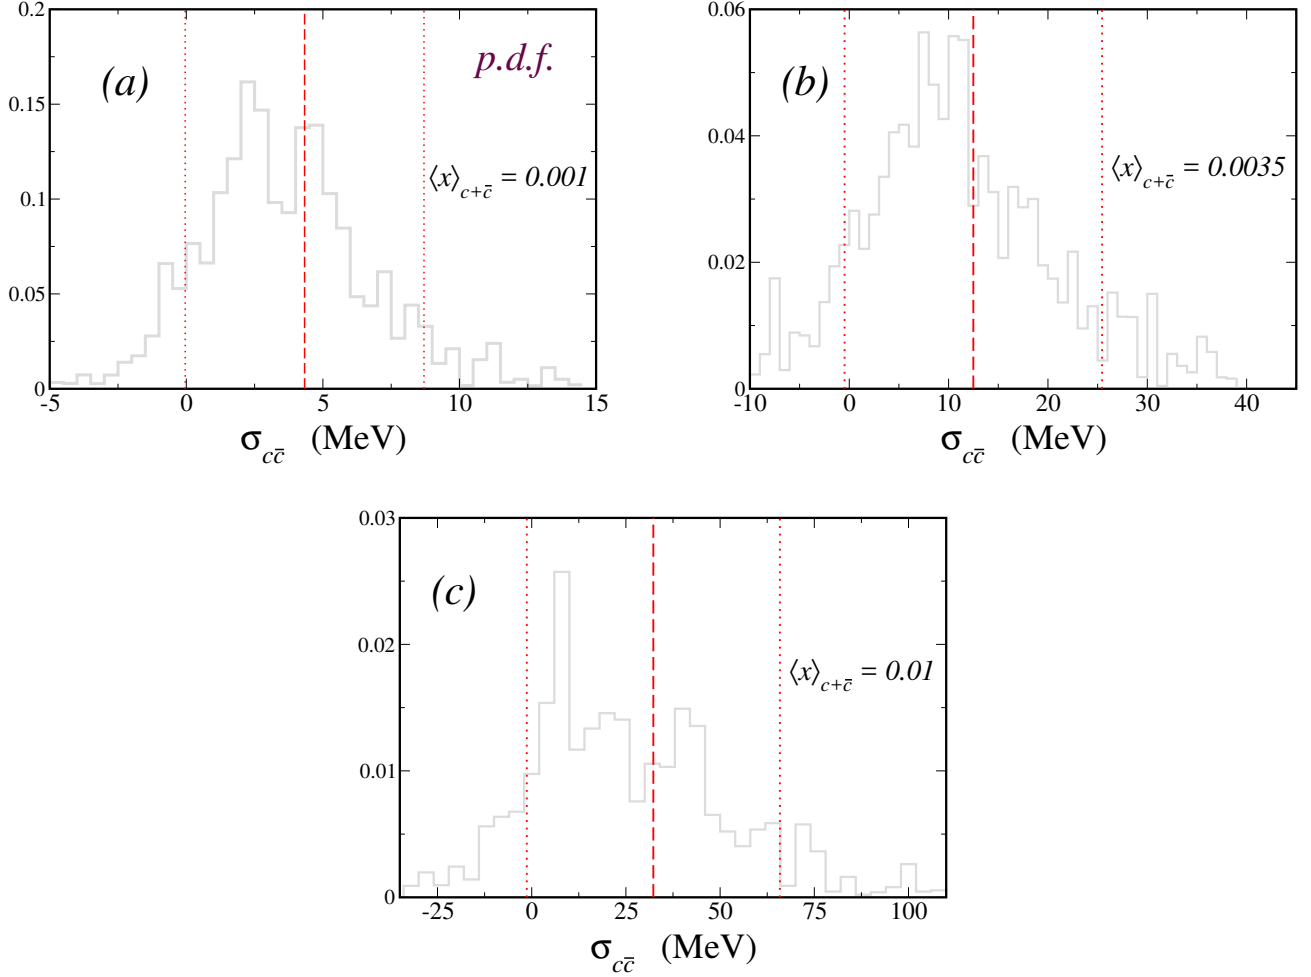 0.2
0.15
0.1
0.05
0
(a)
p.d.f.
⟨x⟩c+c̄ = 0.001
-5 0 5 10 15
σcc̄ (MeV)
0.06
0.04
0.02
0
(b)
⟨x⟩c+c̄ = 0.0035
-10 0 10 20 30 40
σcc̄ (MeV)
0.03
0.02
0.01
0
(c)
⟨x⟩c+c̄ = 0.01
-25 0 25 50 75 100
σcc̄ (MeV)